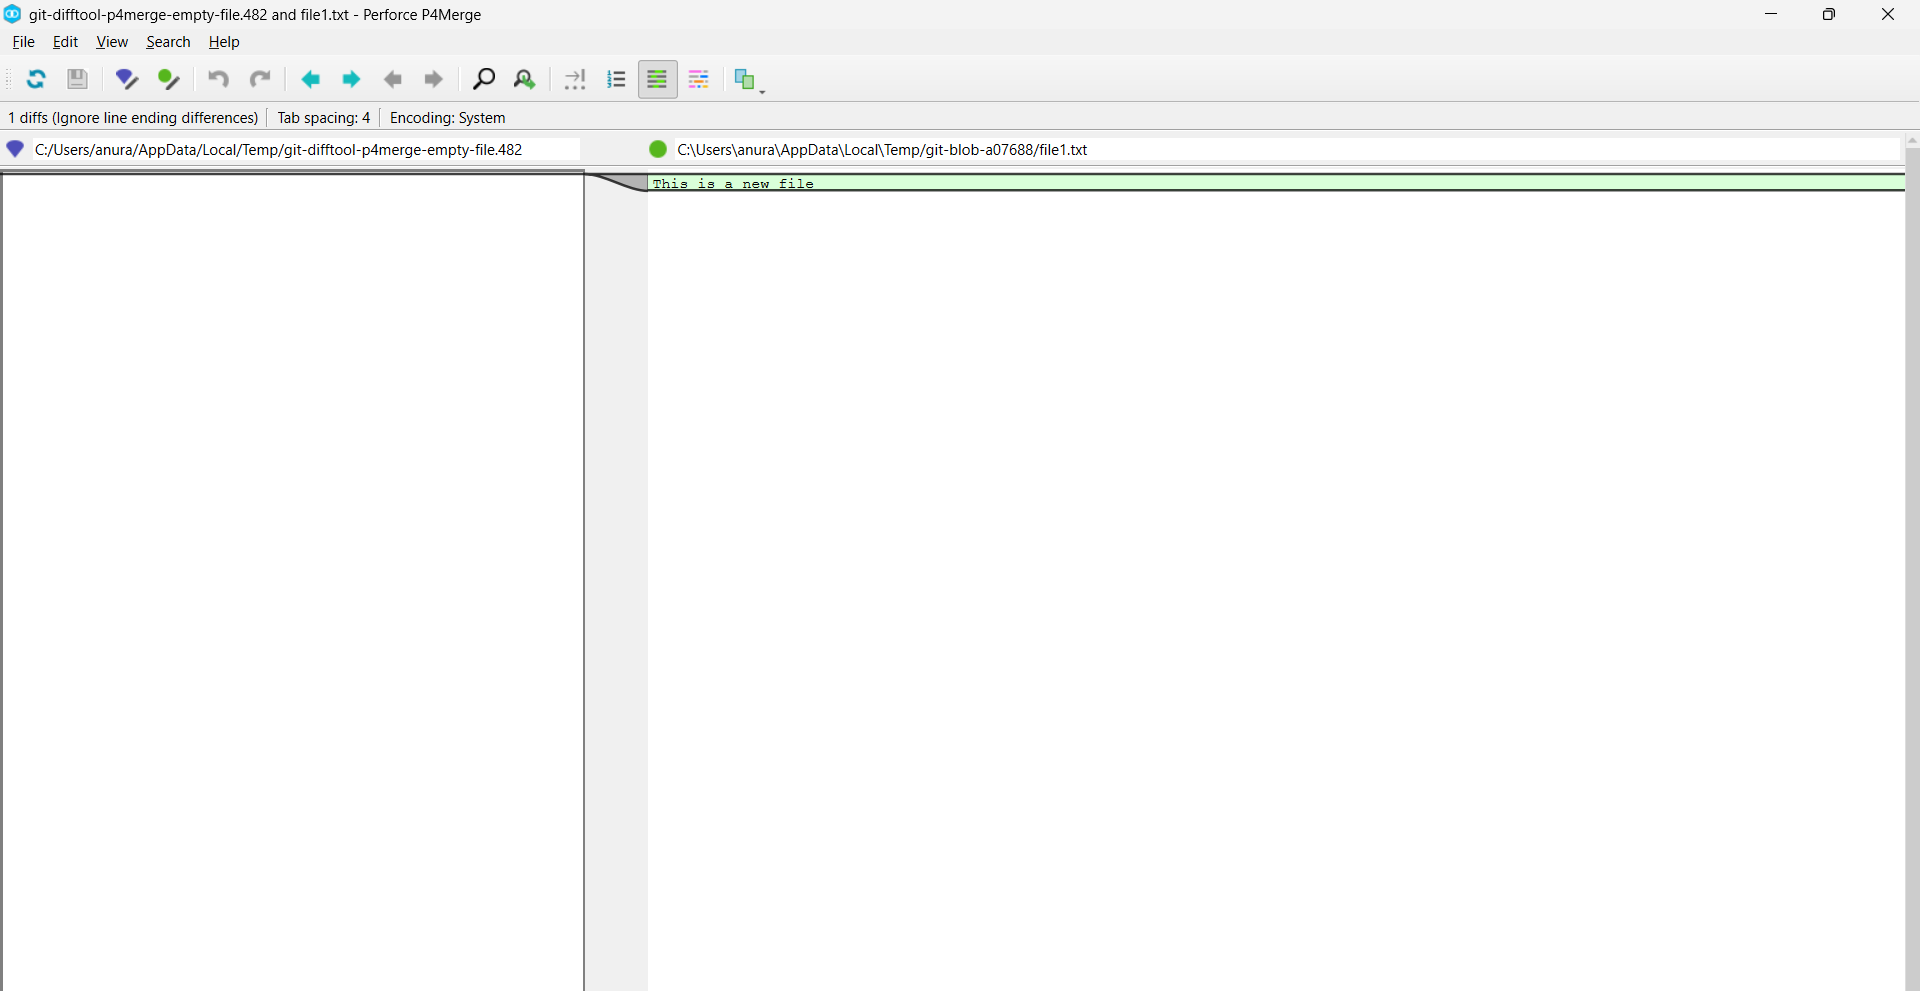 git-difftool-p4merge-empty-file.482 and file1.txt - Perforce P4Merge
File Edit View Search Help
1 diffs (Ignore line ending differences) Tab spacing: 4 Encoding: System
C:/Users/anura/AppData/Local/Temp/git-difftool-p4merge-empty-file.482 C:\Users\anura\AppData\Local\Temp/git-blob-a07688/file1.txt
This is a new file